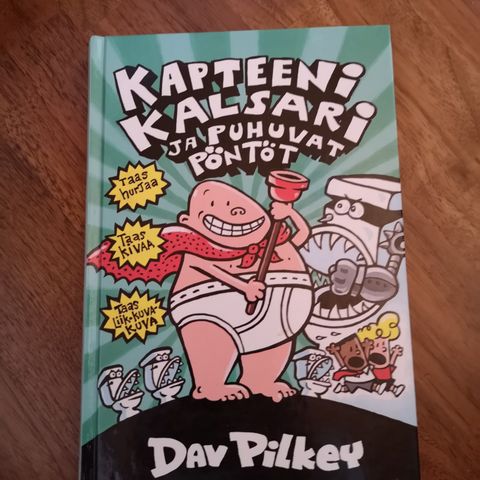 KAPTEENI
KALSARI
JA PUHUVAT
PÖNTÖT
TAAS
HURJAA
TAAS
KIVAA
TAAS
LIIK-KUVA-
KUVA
DAV PILKEY